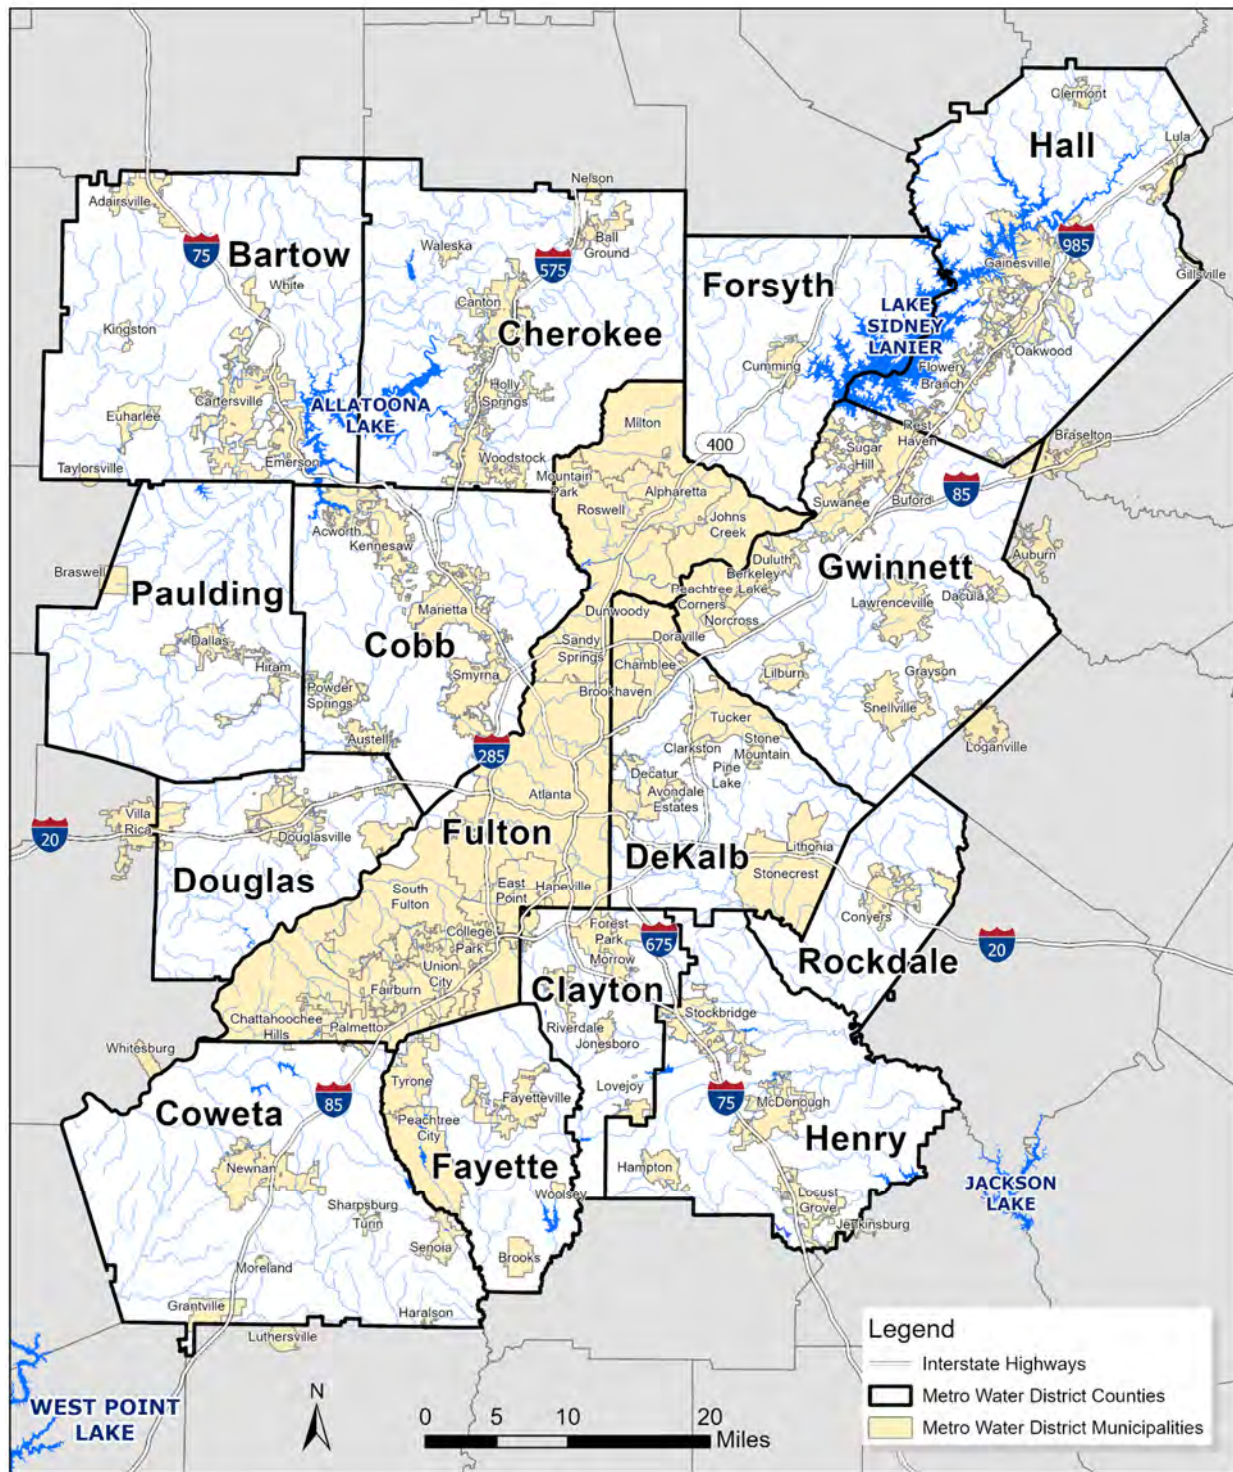 Clermont
Hall
Lula
Nelson
Adairsville
Ball
Ground
Waleska
75
575
985
Bartow
Gainesville
Gillsville
White
Canton
Forsyth
LAKE
SIDNEY
LANIER
Kingston
Cherokee
Oakwood
Cumming
Flowery
Branch
Holly
Springs
Cartersville
ALLATOONA
LAKE
Euharlee
Milton
Rest
Haven
Braselton
400
Sugar
Hill
Emerson
Woodstock
Taylorsville
Mountain
Park
Alpharetta
85
Roswell
Suwanee
Buford
Johns
Creek
Acworth
Kennesaw
Auburn
Duluth
Berkeley
Lake
Gwinnett
Braswell
Paulding
Peachtree
Corners
Dacula
Lawrenceville
Marietta
Dunwoody
Norcross
Dallas
Cobb
Sandy
Springs
Doraville
Hiram
Chamblee
Grayson
Smyrna
Lilburn
Powder
Springs
Brookhaven
Snellville
Tucker
Austell
285
Clarkston
Stone
Mountain
Loganville
Pine
Lake
Decatur
Avondale
Estates
Atlanta
Villa
Rica
20
Douglasville
Fulton
Lithonia
DeKalb
Stonecrest
Douglas
East
Point
Hapeville
South
Fulton
Conyers
Forest
Park
College
Park
675
20
Morrow
Rockdale
Union
City
Clayton
Fairburn
Stockbridge
Chattahoochee
Hills
Palmetto
Riverdale
Jonesboro
Whitesburg
Tyrone
Lovejoy
85
Fayetteville
75
McDonough
Coweta
Peachtree
City
Henry
Newnan
Fayette
Hampton
JACKSON
LAKE
Woolsey
Locust
Grove
Sharpsburg
Turin
Jenkinsburg
Senoia
Brooks
Moreland
Grantville
Haralson
Luthersville
Legend
Interstate Highways
Metro Water District Counties
Metro Water District Municipalities
WEST POINT
LAKE
N
0 5 10 20
Miles